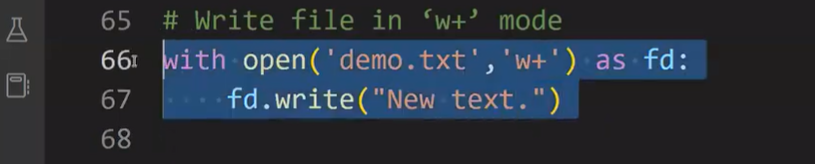 65 # Write file in ‘w+’ mode
66 with open('demo.txt','w+') as fd:
67     fd.write("New text.")
68